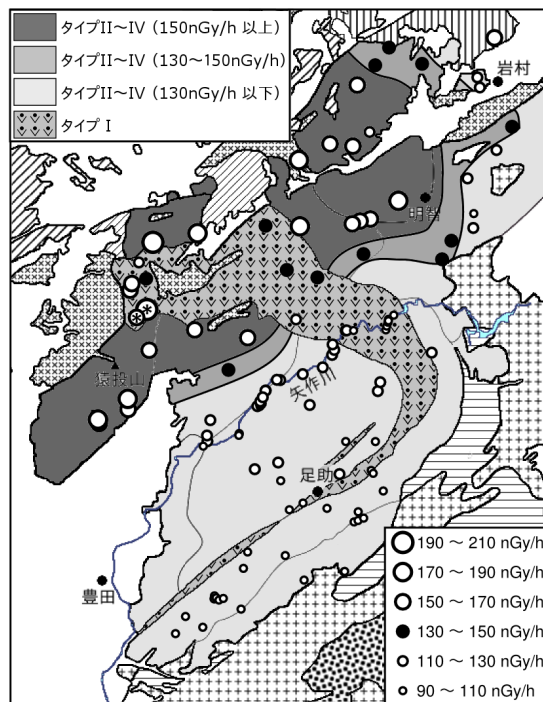 タイプII～IV (150nGy/h 以上)
タイプII～IV (130～150nGy/h)
タイプII～IV (130nGy/h 以下)
タイプ I
岩村
明智
猿投山
矢作川
足助
豊田
190 ～ 210 nGy/h
170 ～ 190 nGy/h
150 ～ 170 nGy/h
130 ～ 150 nGy/h
110 ～ 130 nGy/h
90 ～ 110 nGy/h